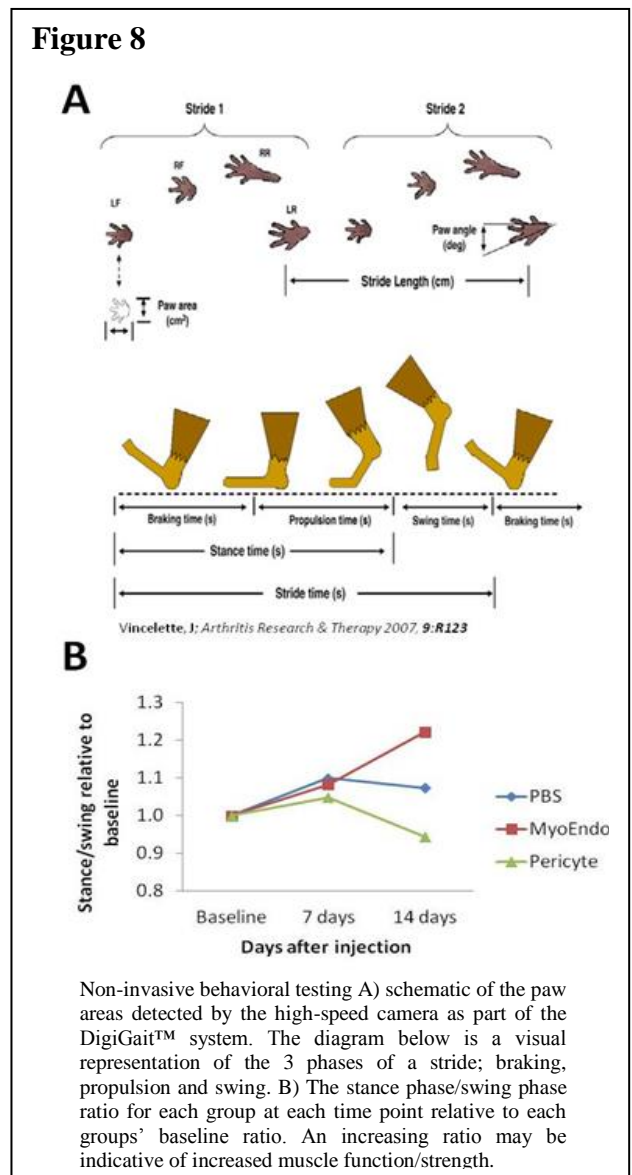 Figure 8
A
Stride 1 Stride 2
RR
RF
LF
LR
Paw angle
(deg)
Stride Length (cm)
Paw area
(cm²)
Braking time (s) Propulsion time (s) Swing time (s) Braking time (s)
Stance time (s)
Stride time (s)
Vincelette, J; Arthritis Research & Therapy 2007, 9:R123
B
Stance/swing relative to
baseline
1.3
1.2
1.1
1.0
0.9
0.8
PBS
MyoEndo
Pericyte
Baseline 7 days 14 days
Days after injection
Non-invasive behavioral testing A) schematic of the paw
areas detected by the high-speed camera as part of the
DigiGait™ system. The diagram below is a visual
representation of the 3 phases of a stride; braking,
propulsion and swing. B) The stance phase/swing phase
ratio for each group at each time point relative to each
groups' baseline ratio. An increasing ratio may be
indicative of increased muscle function/strength.